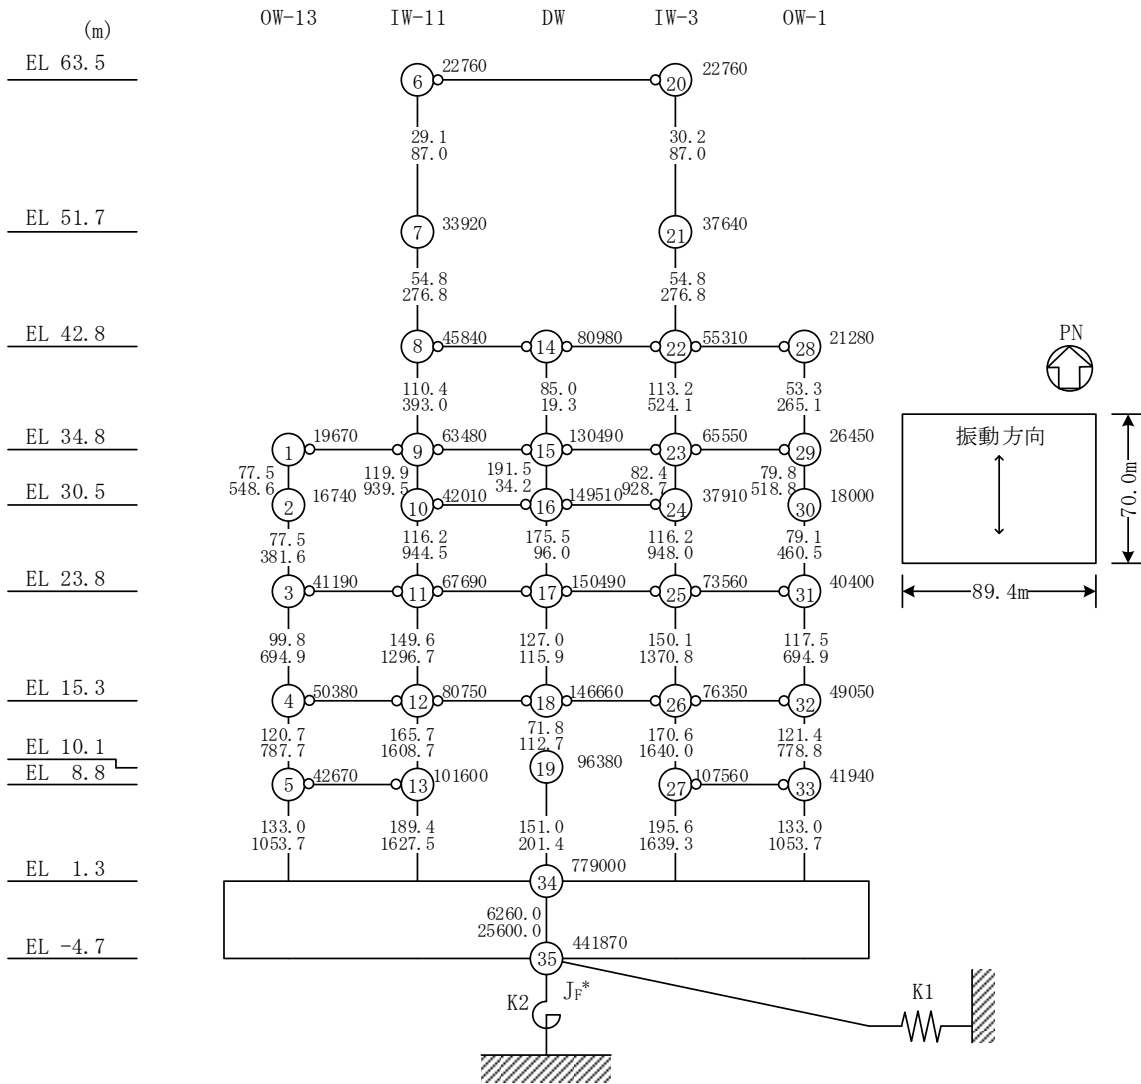 OW-13 IW-11 DW IW-3 OW-1
(m)
EL 63.5
6 22760 20 22760
29.1 30.2
87.0 87.0
EL 51.7
7 33920 21 37640
54.8 54.8
276.8 276.8
EL 42.8
8 45840 14 80980 22 55310 28 21280
110.4 85.0 113.2 53.3
393.0 19.3 524.1 265.1
EL 34.8
1 19670 9 63480 15 130490 23 65550 29 26450
77.5 119.9 191.5 82.4 79.8
548.6 939.5 34.2 928.7 518.8
EL 30.5
2 16740 10 42010 16 149510 24 37910 30 18000
77.5 116.2 175.5 116.2 79.1
381.6 944.5 96.0 948.0 460.5
EL 23.8
3 41190 11 67690 17 150490 25 73560 31 40400
99.8 149.6 127.0 150.1 117.5
694.9 1296.7 115.9 1370.8 694.9
EL 15.3
4 50380 12 80750 18 146660 26 76350 32 49050
120.7 165.7 71.8 170.6 121.4
787.7 1608.7 112.7 1640.0 778.8
EL 10.1
19 96380
EL 8.8
5 42670 13 101600 27 107560 33 41940
133.0 189.4 151.0 195.6 133.0
1053.7 1627.5 201.4 1639.3 1053.7
EL 1.3
34 779000
6260.0
25600.0
EL -4.7
35 441870
K2 JF*
K1
PN
振動方向
70.0m
89.4m